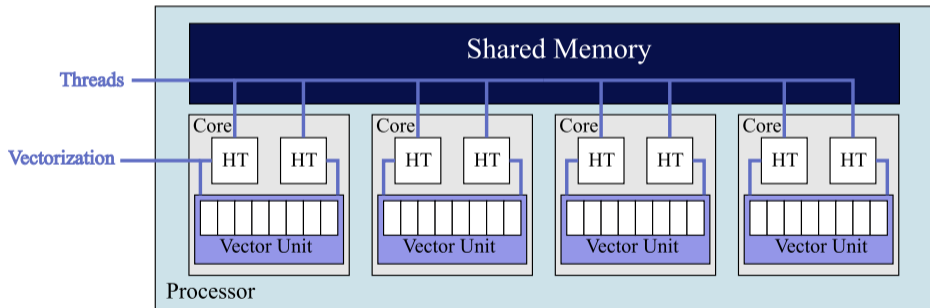 Shared Memory
Threads
Core Core Core Core
Vectorization
HT HT HT HT HT HT HT HT
Vector Unit Vector Unit Vector Unit Vector Unit
Processor